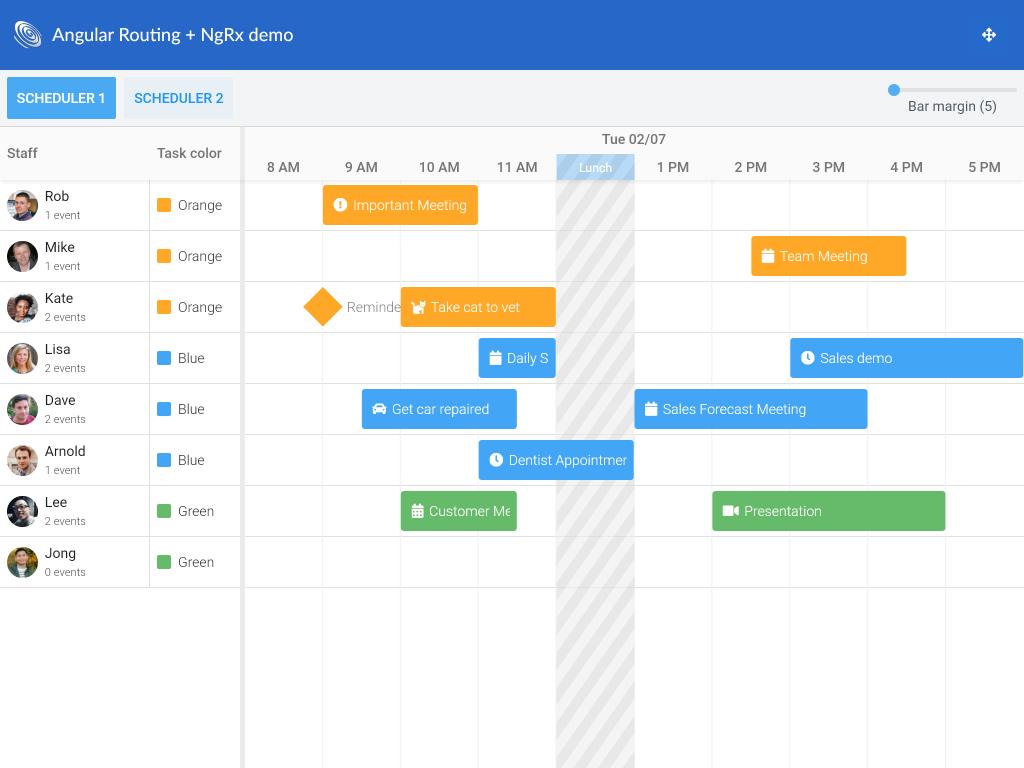 Angular Routing + NgRx demo
SCHEDULER 1
SCHEDULER 2
Bar margin (5)
Staff
Task color
Tue 02/07
8 AM
9 AM
10 AM
11 AM
Lunch
1 PM
2 PM
3 PM
4 PM
5 PM
Rob
1 event
Orange
Important Meeting
Mike
1 event
Orange
Team Meeting
Kate
2 events
Orange
Reminde
Take cat to vet
Lisa
2 events
Blue
Daily S
Sales demo
Dave
2 events
Blue
Get car repaired
Sales Forecast Meeting
Arnold
1 event
Blue
Dentist Appointmer
Lee
2 events
Green
Customer Me
Presentation
Jong
0 events
Green